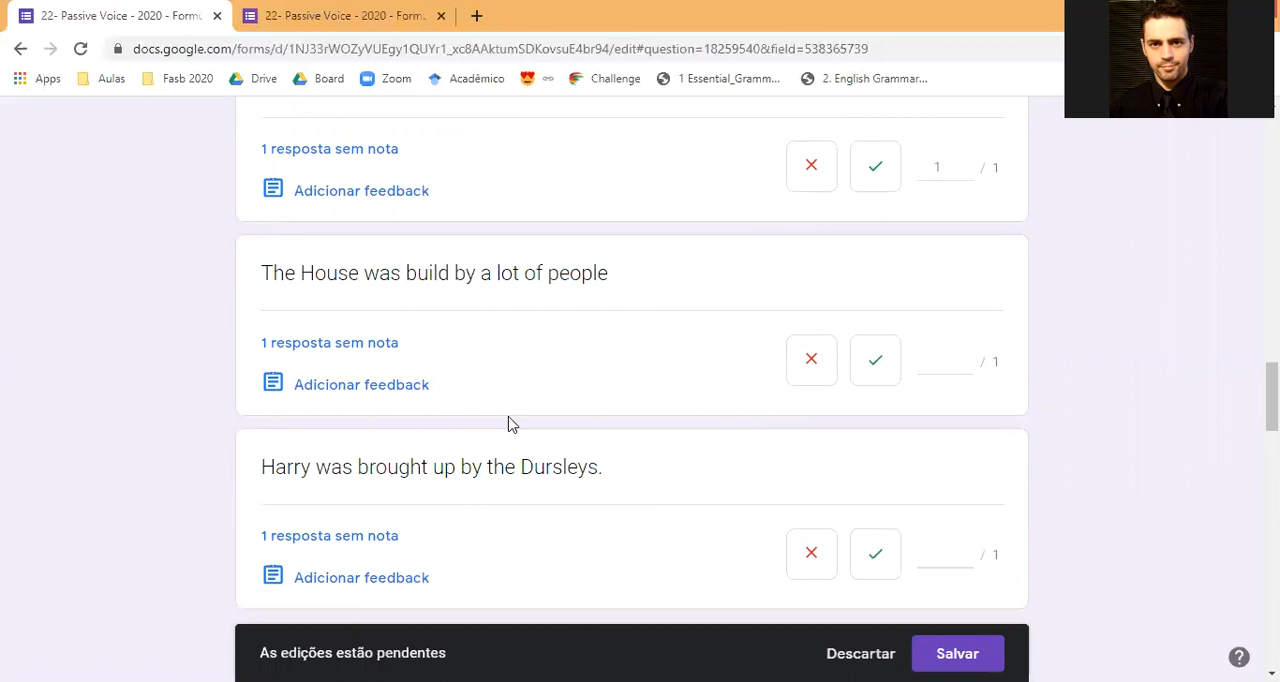 22- Passive Voice - 2020 - Formu
22- Passive Voice - 2020 - Form.
docs.google.com/forms/d/1NJ33rWOZyVUEgy1QUYr1_xc3AAktumSDKovsuE4br94/edit#question=18259540&field=538365739
Apps Aulas Fasb 2020 Drive Board Zoom Acadêmico Challenge 1 Essential_Gramm... 2. English Grammar...
1 resposta sem nota
1 / 1
Adicionar feedback
The House was build by a lot of people
1 resposta sem nota
/ 1
Adicionar feedback
Harry was brought up by the Dursleys.
1 resposta sem nota
/ 1
Adicionar feedback
As edições estão pendentes
Descartar
Salvar